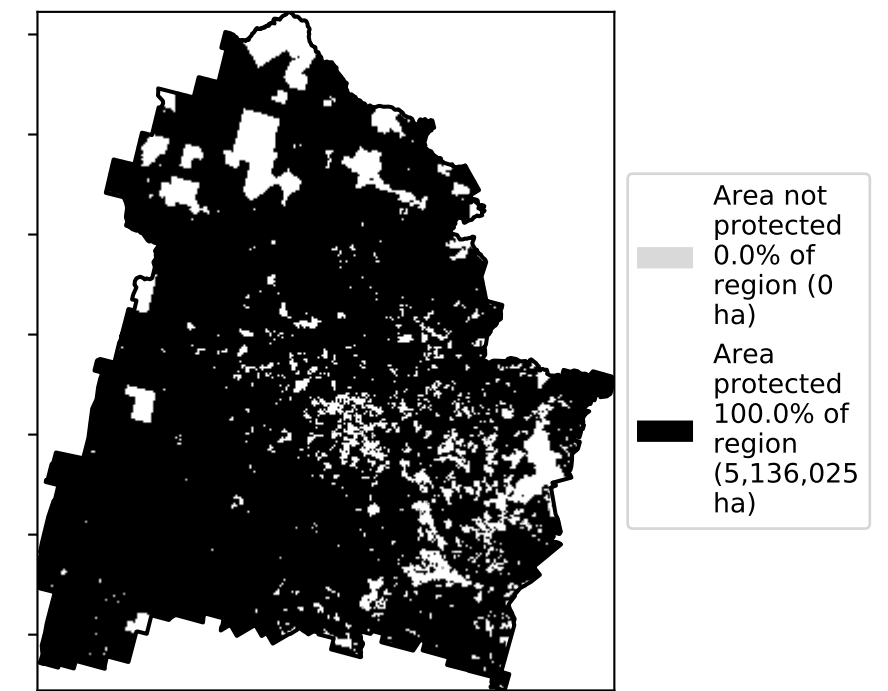 Area not
protected
0.0% of
region (0
ha)
Area
protected
100.0% of
region
(5,136,025
ha)